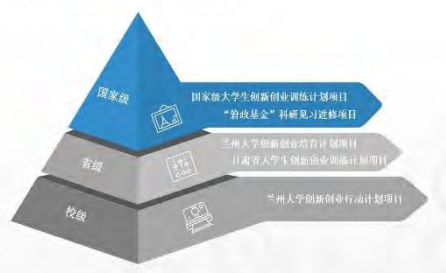 国家级
国家级大学生创新创业训练计划项目
“𬭎政基金”科研见习进修项目
省级
兰州大学创新创业培育计划项目
甘肃省大学生创新创业训练计划项目
校级
兰州大学创新创业行动计划项目